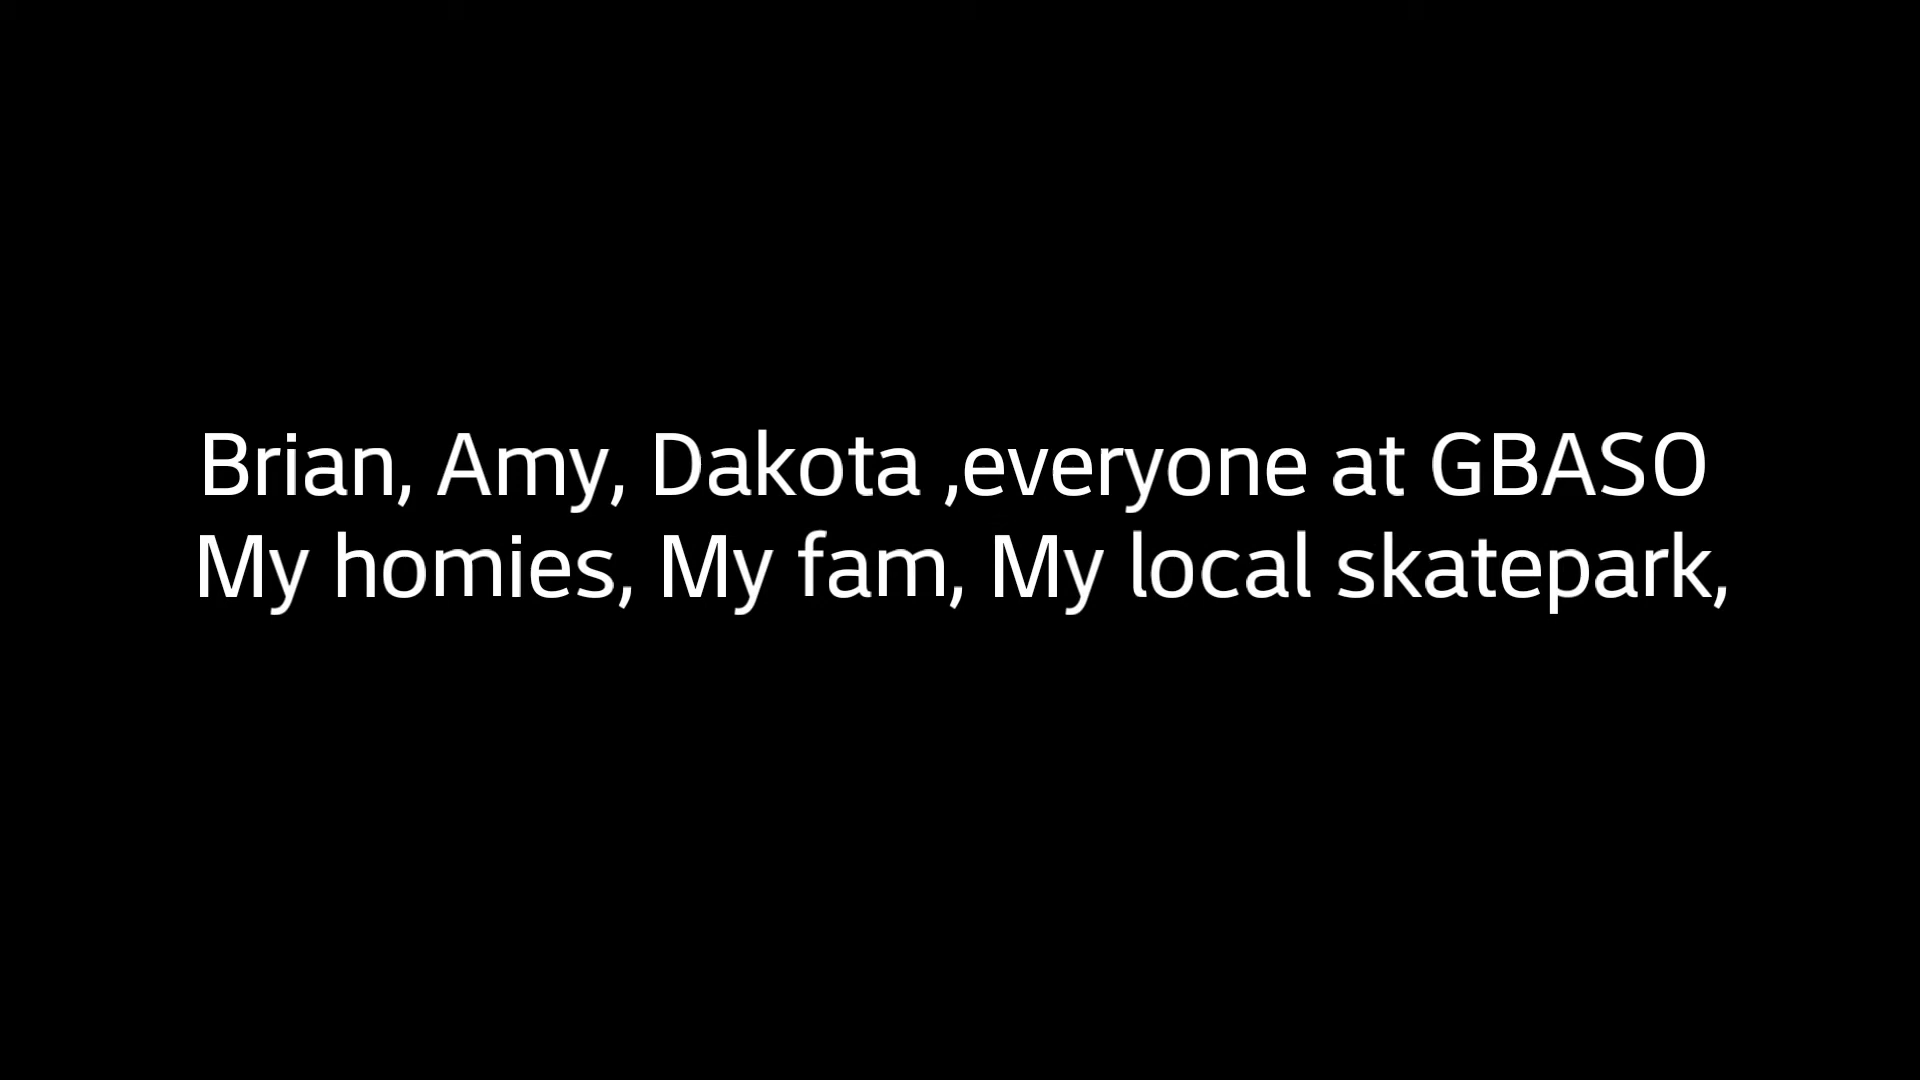 Brian, Amy, Dakota ,everyone at GBASO
My homies, My fam, My local skatepark,